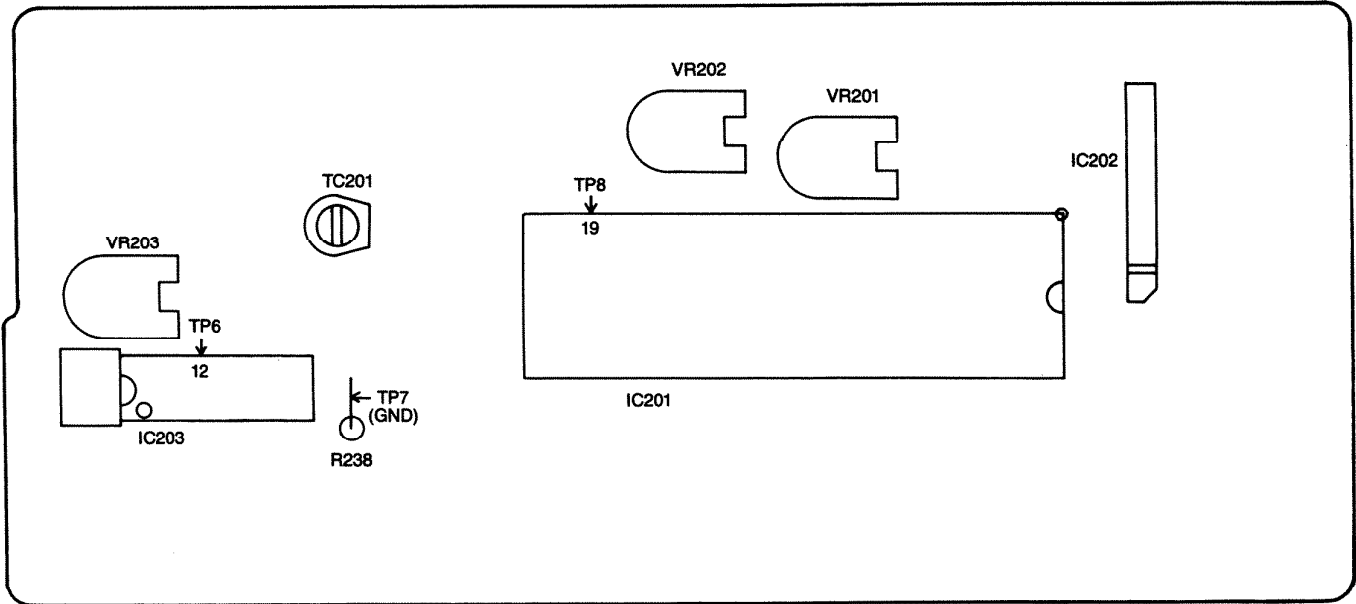 VR202
VR201
IC202
TC201
TP8
19
VR203
TP6
12
TP7
(GND)
IC201
IC203
R238